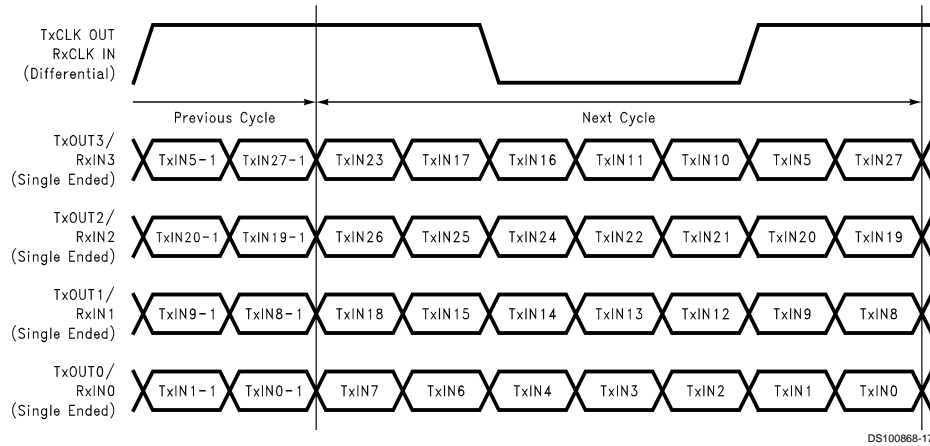 TxCLK OUT
RxCLK IN
(Differential)
Previous Cycle Next Cycle
TxOUT3/
RxIN3
(Single Ended)
TxIN5-1 TxIN27-1 TxIN23 TxIN17 TxIN16 TxIN11 TxIN10 TxIN5 TxIN27
TxOUT2/
RxIN2
(Single Ended)
TxIN20-1 TxIN19-1 TxIN26 TxIN25 TxIN24 TxIN22 TxIN21 TxIN20 TxIN19
TxOUT1/
RxIN1
(Single Ended)
TxIN9-1 TxIN8-1 TxIN18 TxIN15 TxIN14 TxIN13 TxIN12 TxIN9 TxIN8
TxOUT0/
RxIN0
(Single Ended)
TxIN1-1 TxIN0-1 TxIN7 TxIN6 TxIN4 TxIN3 TxIN2 TxIN1 TxIN0
DS100868-17